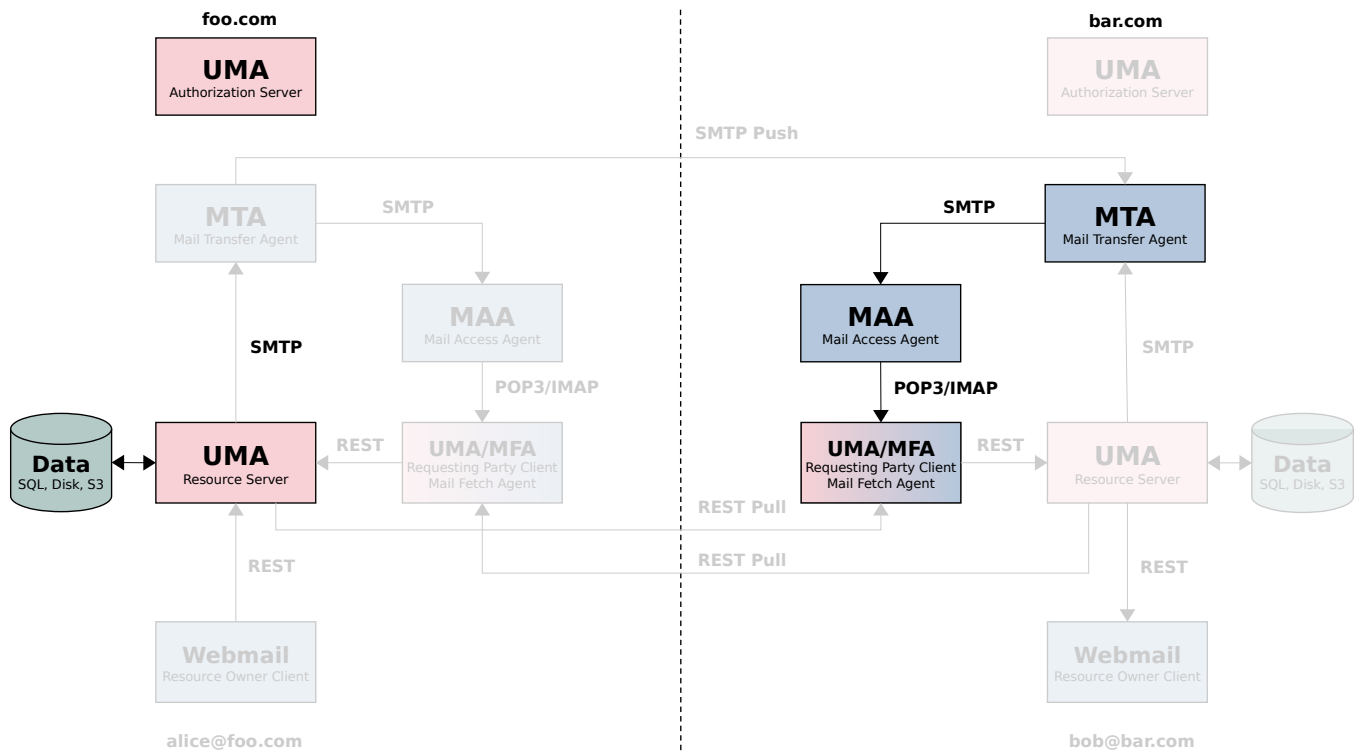 foo.com
bar.com
UMA
Authorization Server
UMA
Authorization Server
SMTP Push
MTA
Mail Transfer Agent
SMTP
SMTP
MTA
Mail Transfer Agent
MAA
Mail Access Agent
MAA
Mail Access Agent
SMTP
SMTP
POP3/IMAP
POP3/IMAP
Data
SQL, Disk, S3
UMA
Resource Server
REST
UMA/MFA
Requesting Party Client
Mail Fetch Agent
UMA/MFA
Requesting Party Client
Mail Fetch Agent
REST
UMA
Resource Server
Data
SQL, Disk, S3
REST Pull
REST Pull
REST
REST
Webmail
Resource Owner Client
Webmail
Resource Owner Client
alice@foo.com
bob@bar.com